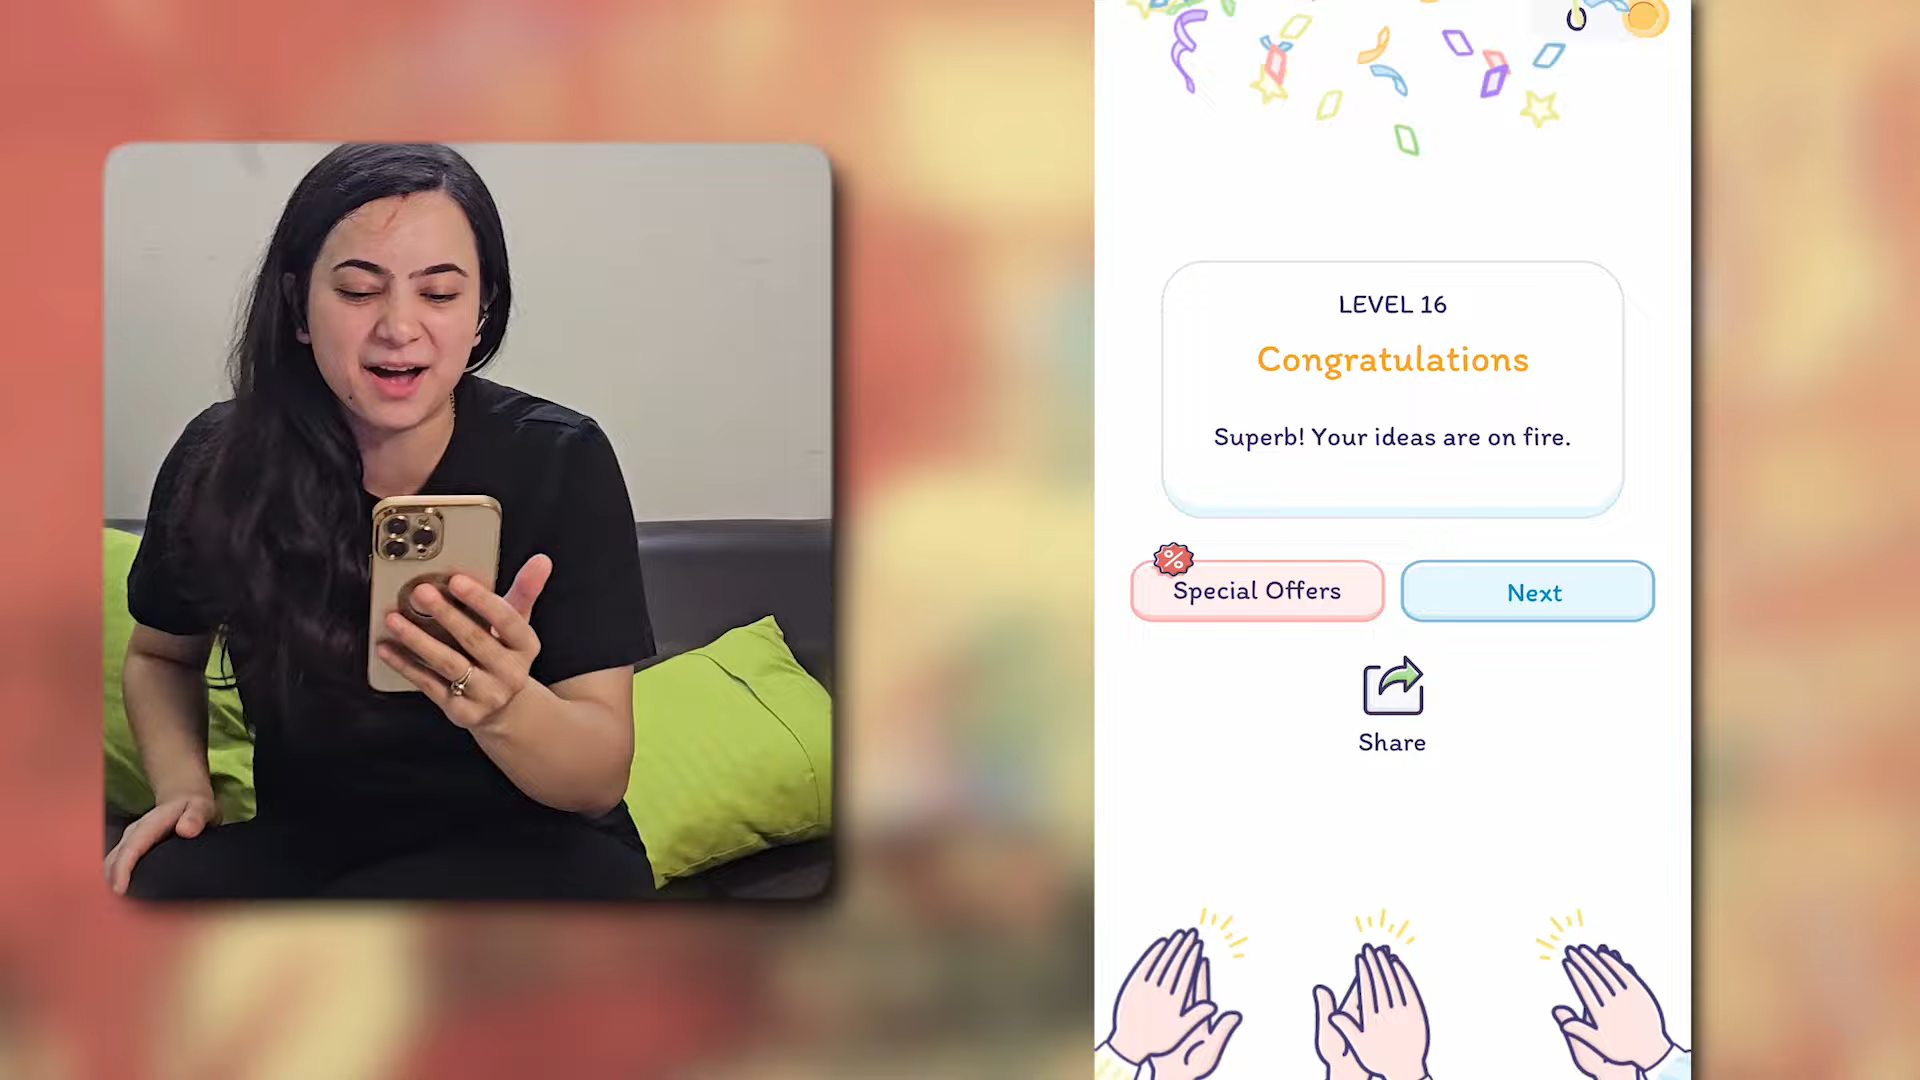 LEVEL 16
Congratulations
Superb! Your ideas are on fire.
%
Special Offers
Next
Share